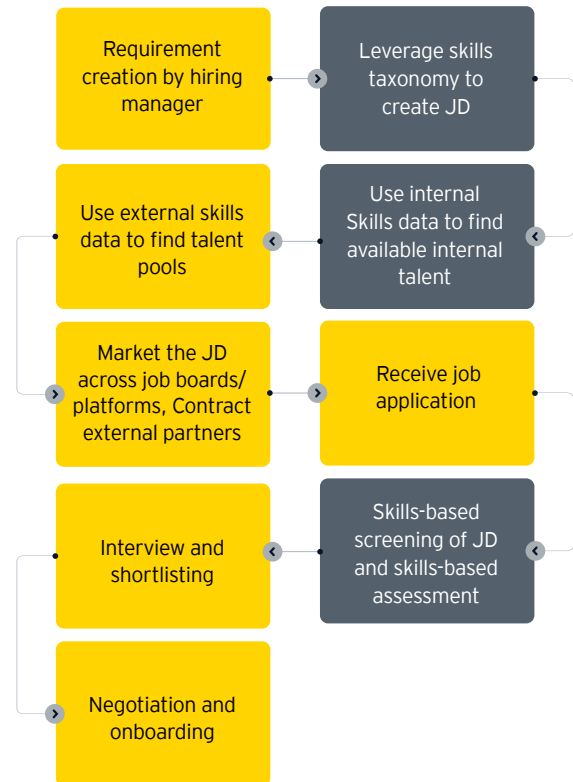 Requirement
creation by hiring
manager
Leverage skills
taxonomy to
create JD
Use internal
Skills data to find
available internal
talent
Use external skills
data to find talent
pools
Market the JD
across job boards/
platforms, Contract
external partners
Receive job
application
Skills-based
screening of JD
and skills-based
assessment
Interview and
shortlisting
Negotiation and
onboarding